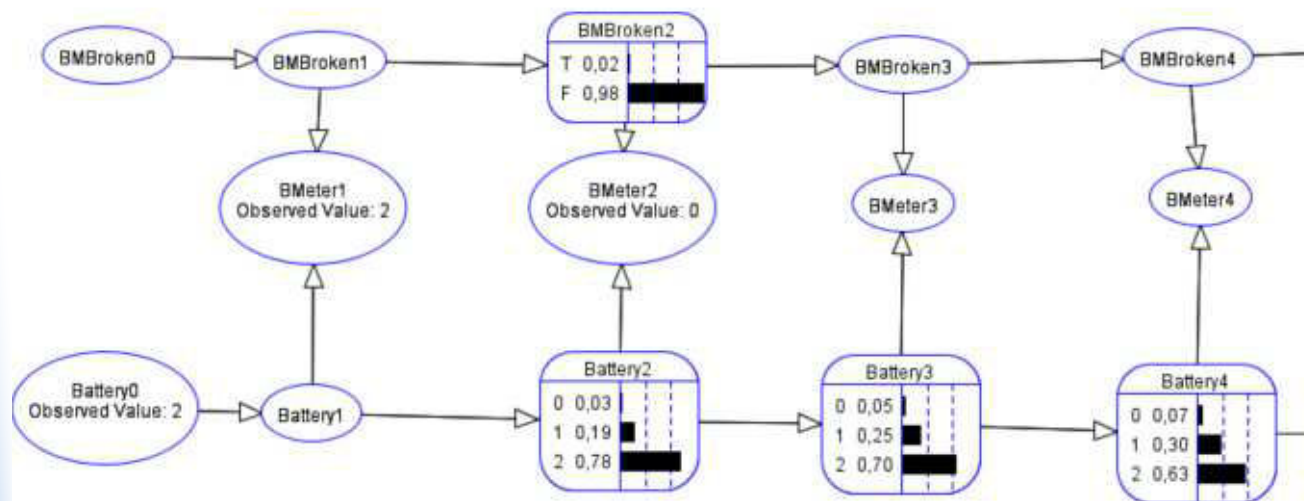 BMBroken0
BMBroken1
BMBroken2
T 0,02
F 0,98
BMBroken3
BMBroken4
BMeter1
Observed Value: 2
BMeter2
Observed Value: 0
BMeter3
BMeter4
Battery0
Observed Value: 2
Battery1
Battery2
0 0,03
1 0,19
2 0,78
Battery3
0 0,05
1 0,25
2 0,70
Battery4
0 0,07
1 0,30
2 0,63